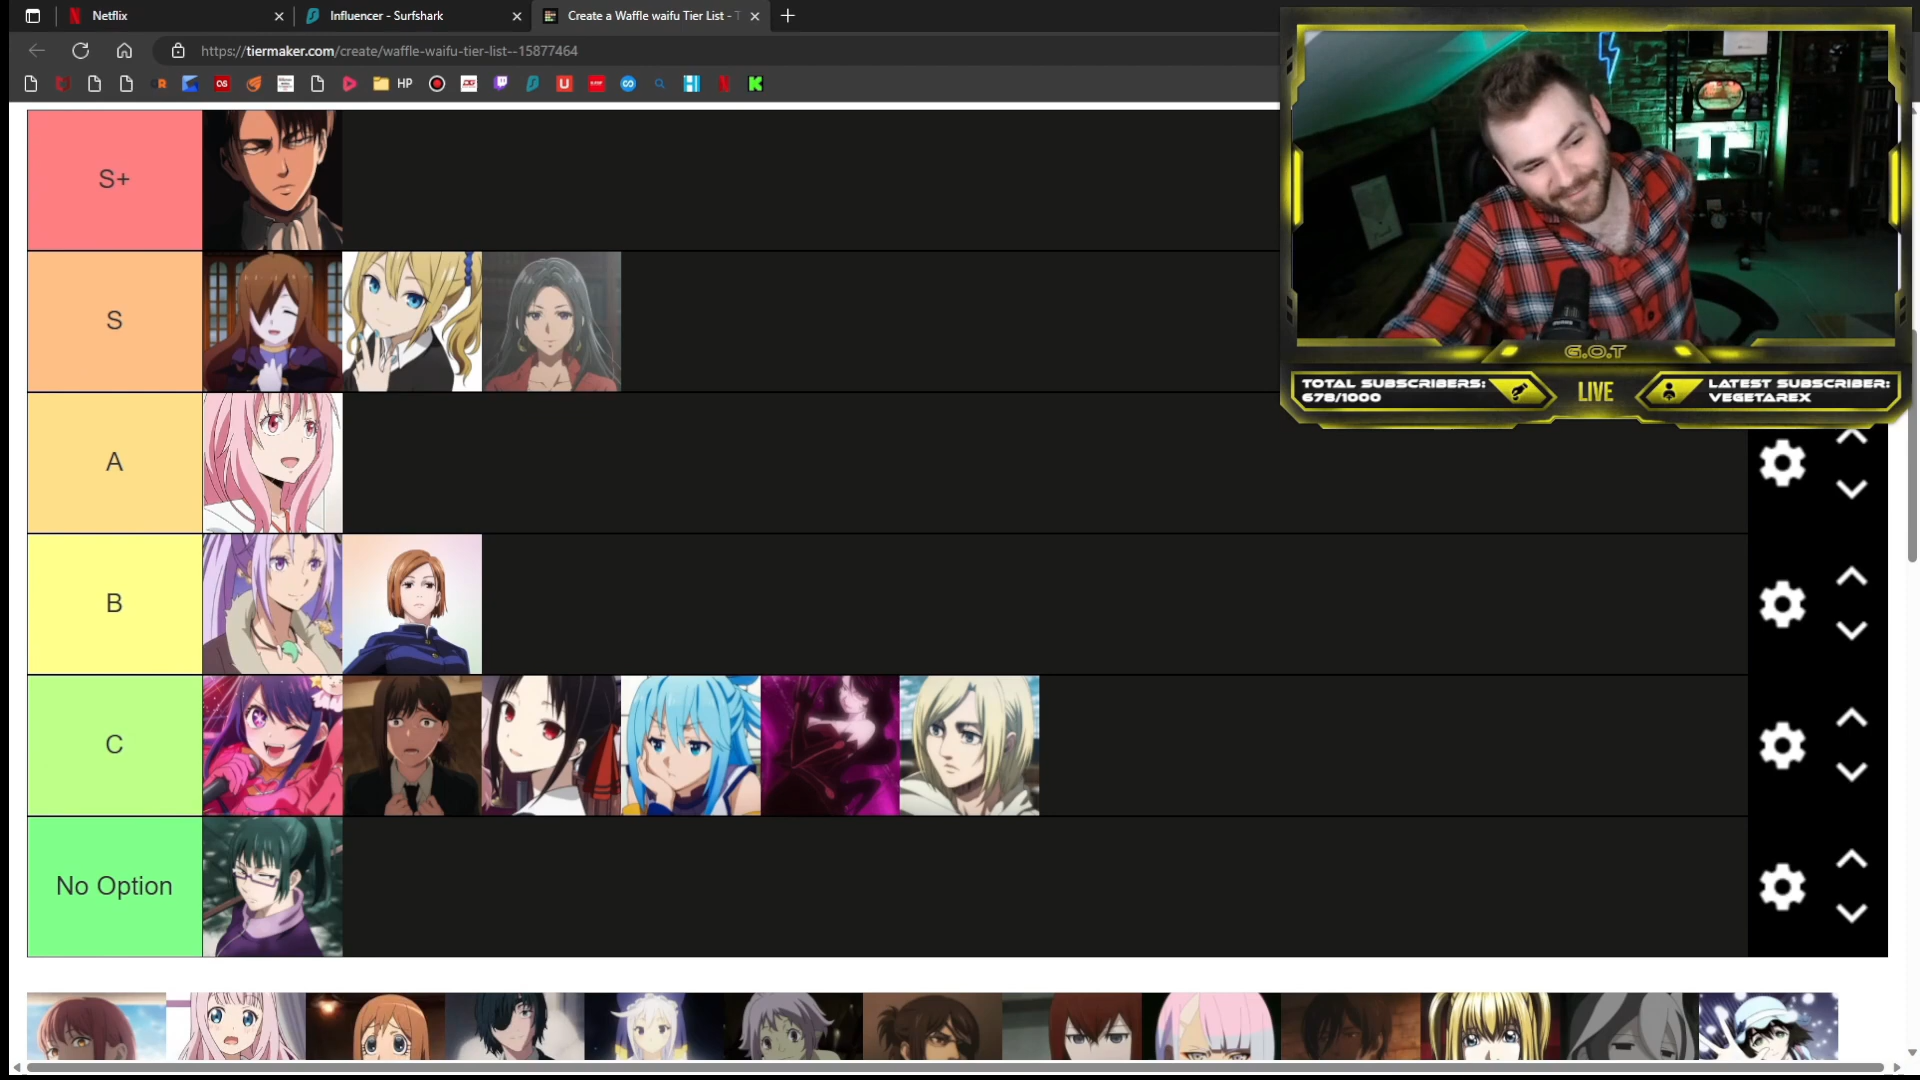 Netflix
Influencer - Surfshark
Create a Waffle waifu Tier List - T
https://tiermaker.com/create/waffle-waifu-tier-list--15877464
HP
S+
S
A
B
C
No Option
G.O.T
TOTAL SUBSCRIBERS:
678/1000
LIVE
LATEST SUBSCRIBER:
VEGETAREX